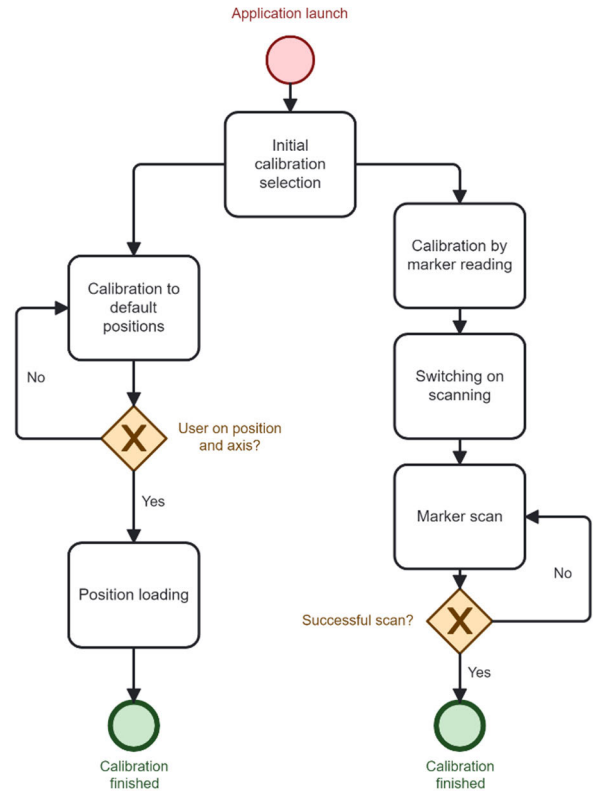 Application launch
Initial
calibration
selection
Calibration to
default
positions
No
User on position
and axis?
Yes
Position loading
Calibration
finished
Calibration by
marker reading
Switching on
scanning
Marker scan
No
Successful scan?
Yes
Calibration
finished